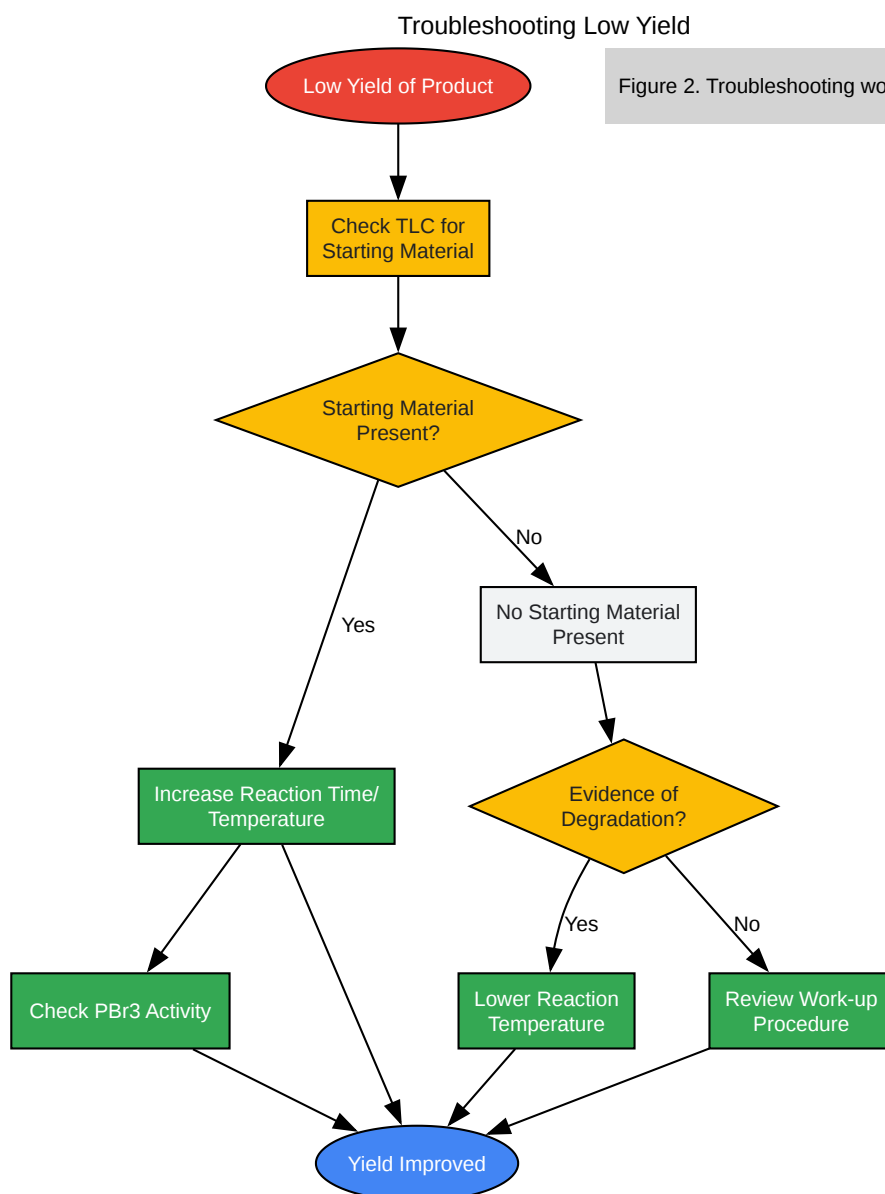 Troubleshooting Low Yield
Low Yield of Product
Figure 2. Troubleshooting
Check TLC for
Starting Material
Starting Material
Present?
No
No Starting Material
Present
Yes
Increase Reaction Time/
Temperature
Evidence of
Degradation?
Yes
No
Check PBr3 Activity
Lower Reaction
Temperature
Review Work-up
Procedure
Yield Improved